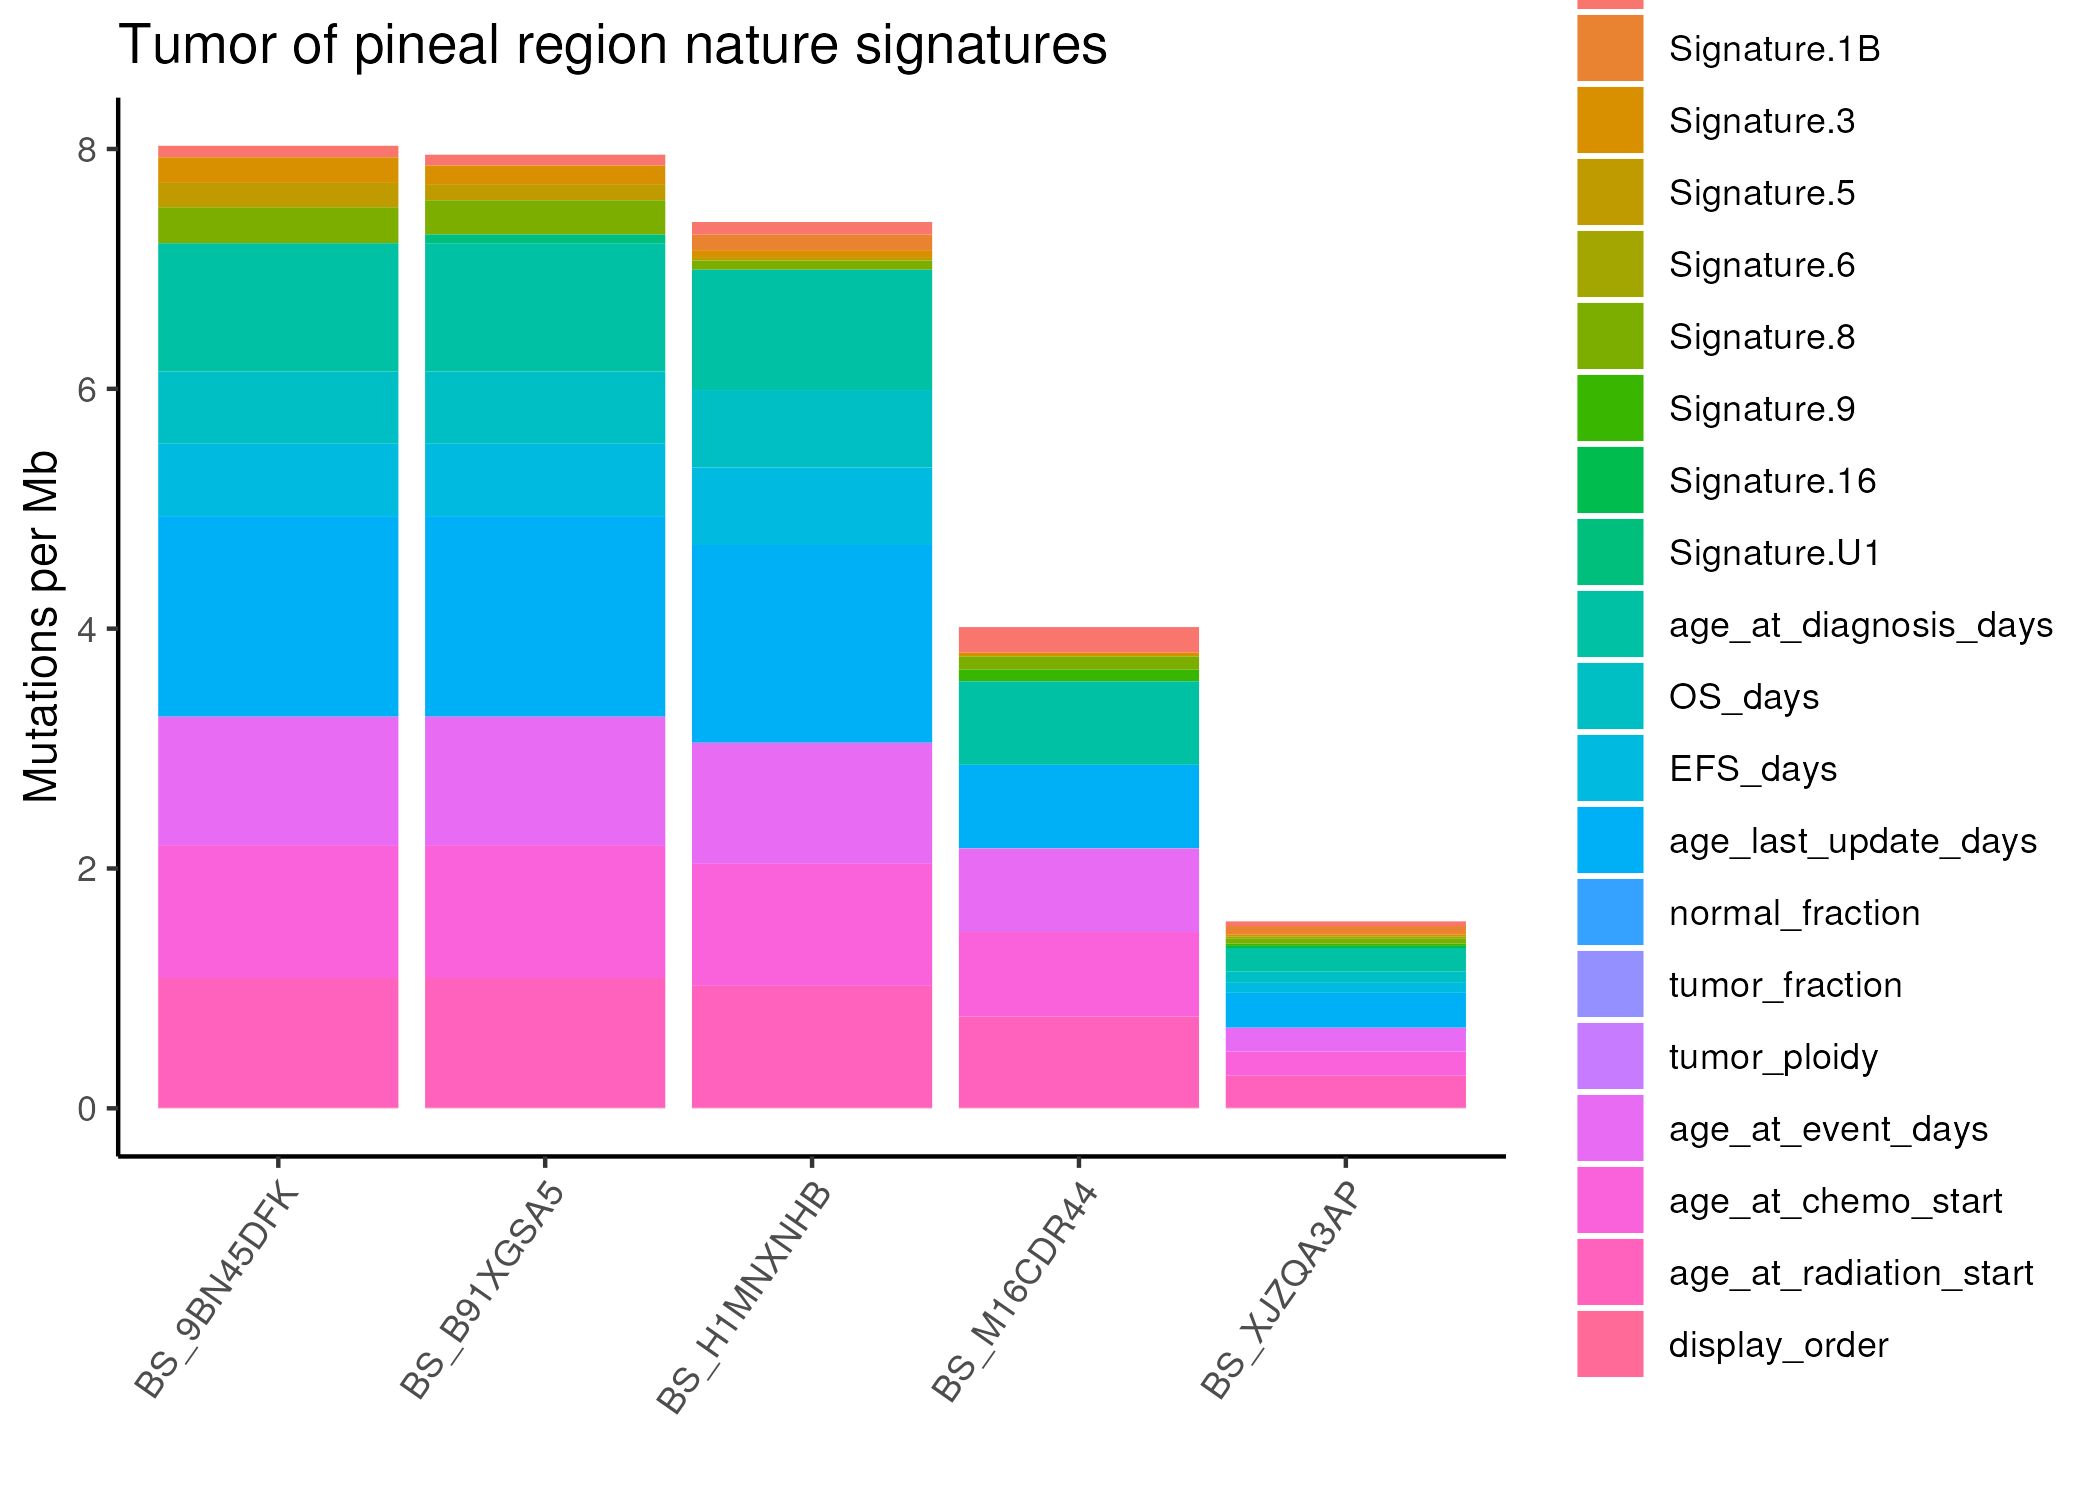 Tumor of pineal region nature signatures
Mutations per Mb
8
6
4
2
0
BS_9BN45DFK
BS_B91XGSA5
BS_H1MNXNHB
BS_M16CDR44
BS_XJZQA3AP
Signature.1B
Signature.3
Signature.5
Signature.6
Signature.8
Signature.9
Signature.16
Signature.U1
age_at_diagnosis_days
OS_days
EFS_days
age_last_update_days
normal_fraction
tumor_fraction
tumor_ploidy
age_at_event_days
age_at_chemo_start
age_at_radiation_start
display_order